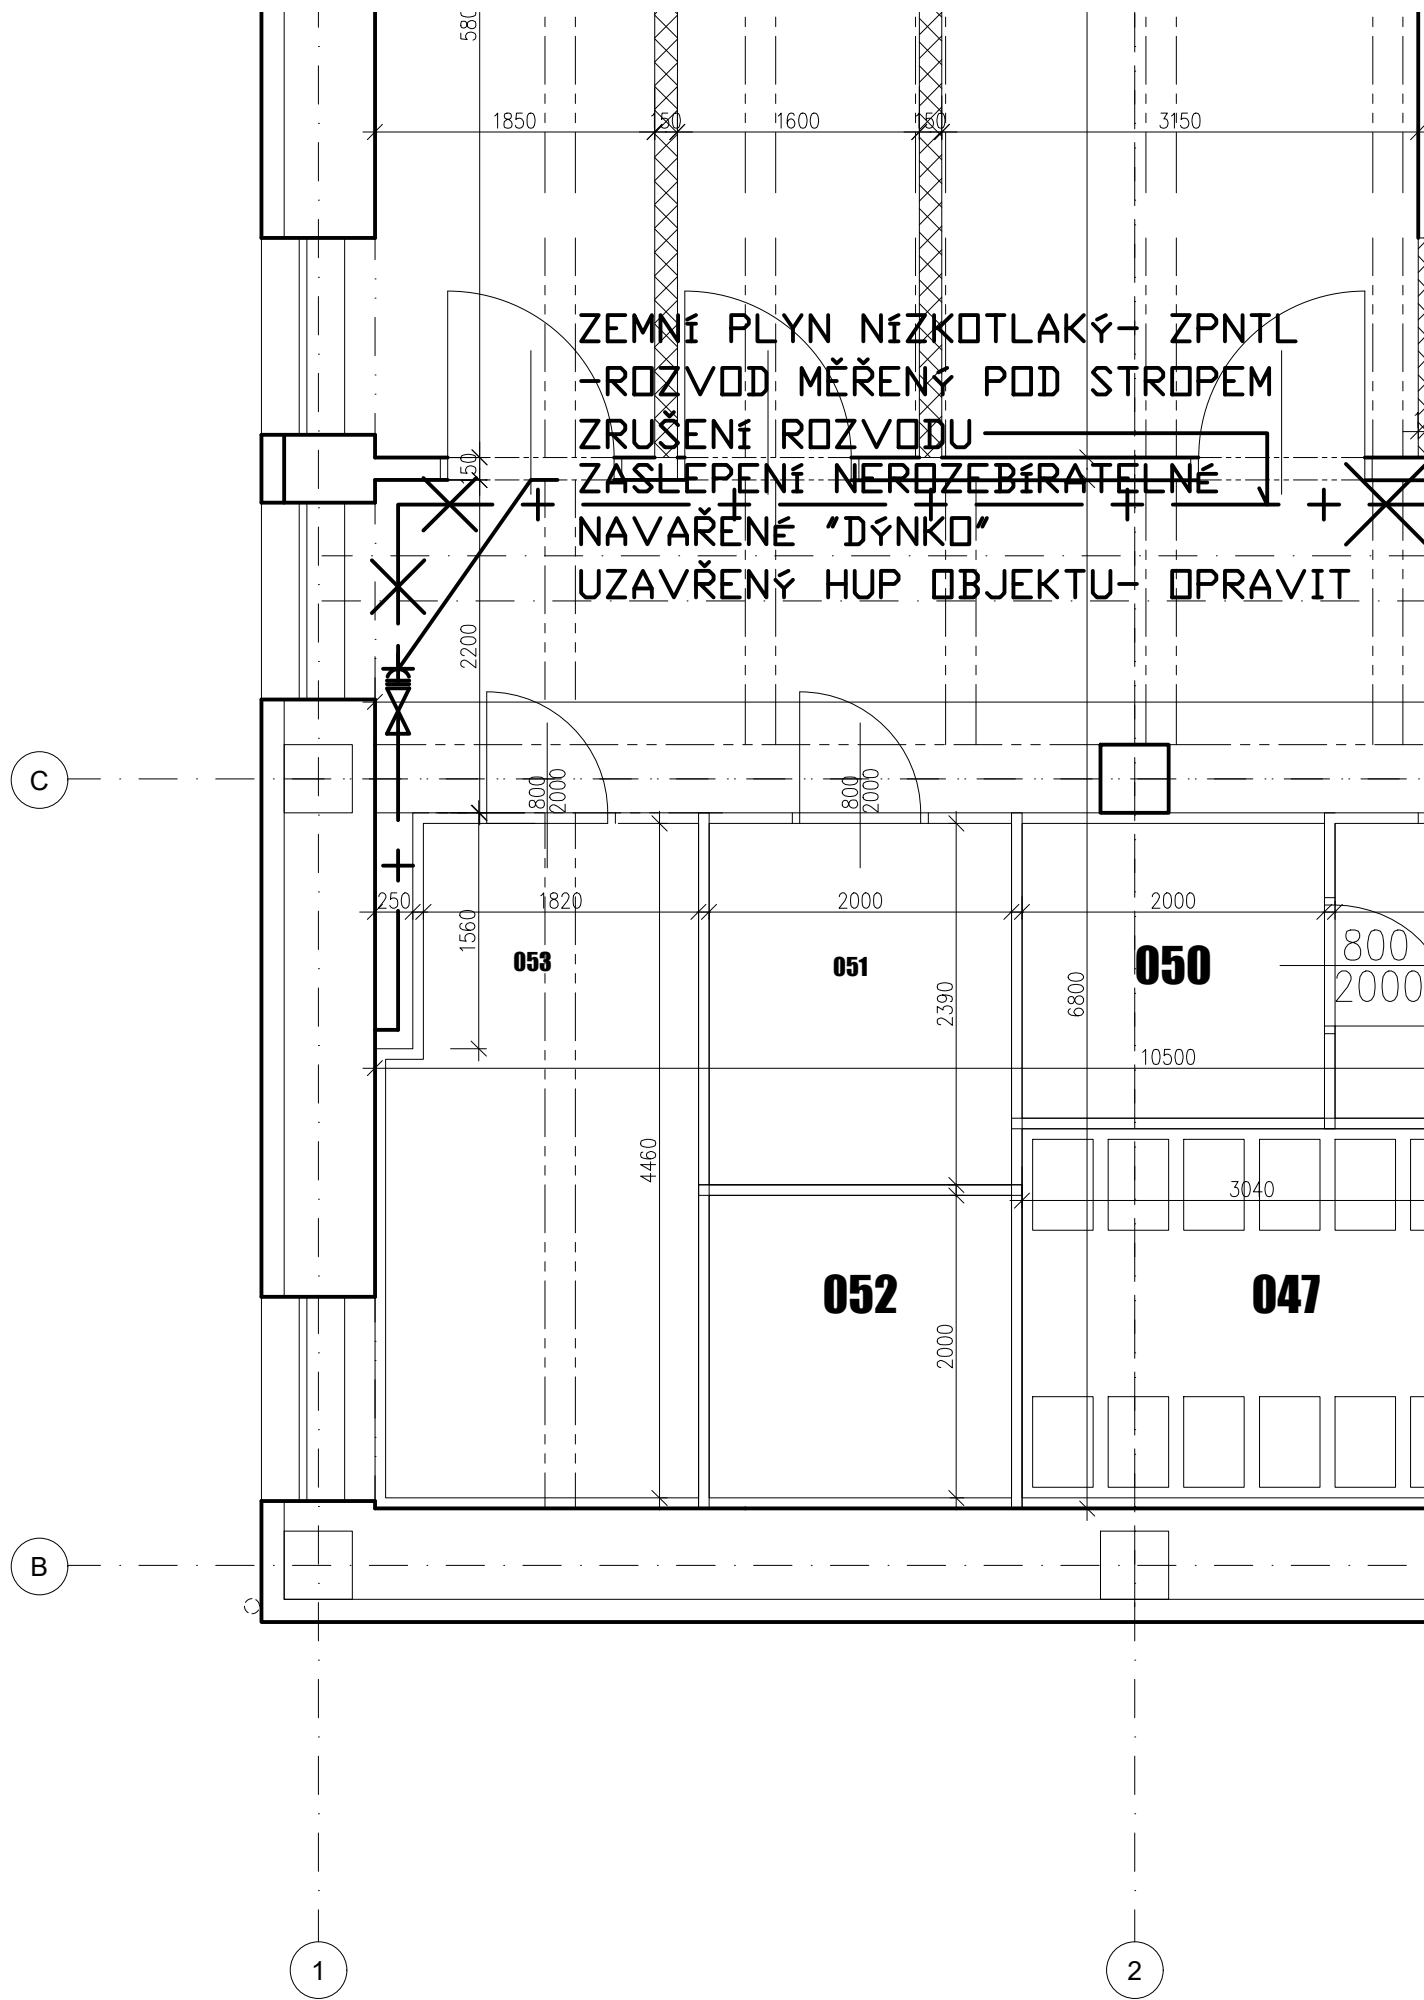 580
1850 150 1600 150 3150
ZEMNÍ PLYN NÍZKOTLAKÝ- ZPNTL
-ROZVOD MĚŘENÝ POD STROPEM
ZRUŠENÍ ROZVODU
150
ZASLEPENÍ NEROZEBÍRATELNÉ
NAVAŘENÉ "DÝNKO"
UZAVŘENÝ HUP OBJEKTU- OPRAVIT
2200
C
800
2000
800
2000
250 1820 2000 2000
1560
053
051
050
800
2000
2390
6800
10500
4460
3040
052
047
2000
B
1
2